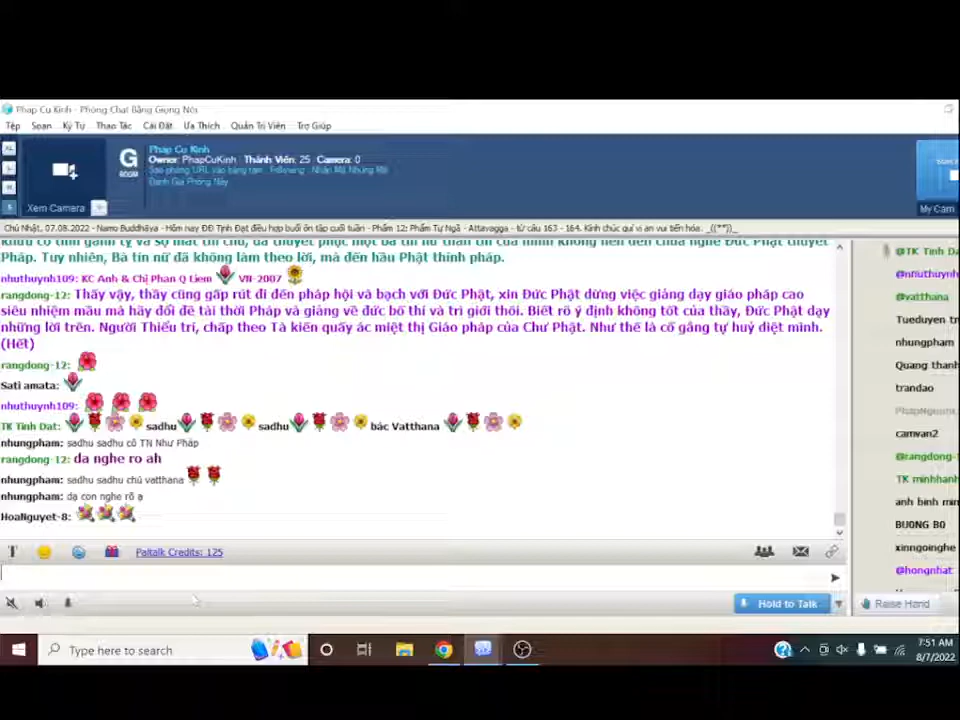 Phap Cu Kinh - Phòng Chat Bằng Giọng Nói
Tệp Soạn Ký Tự Thao Tác Cài Đặt Ưa Thích Quản Trị Viên Trợ Giúp
Phap Cu Kinh
G ROOM
Owner: PhapCuKinh Thành Viên: 25 Camera: 0
Đánh Giá Phòng Này
Xem Camera
My Cam
Chủ Nhật, 07.08.2022 - Namo Buddhāya - Hôm nay ĐĐ Tịnh Đạt điều hợp buổi ôn tập cuối tuần - Phẩm 12: Phẩm Tự Ngã - Attavagga - từ câu 163 - 164. Kính chúc quí vị an vui tiến hóa. _((**))_
Pháp. Tuy nhiên, Bà tín nữ đã không làm theo lời, mà đến hầu Phật thính pháp.
nhuthuynh109: KC Anh & Chị Phan Q Liem VN-2007
rangdong-12: Thấy vậy, thầy cũng gấp rút đi đến pháp hội và bạch với Đức Phật, xin Đức Phật dừng việc giảng dạy giáo pháp cao
siêu nhiệm mầu mà hãy đổi đề tài thời Pháp và giảng về đức bố thí và trì giới thôi. Biết rõ ý định không tốt của thầy, Đức Phật dạy
những lời trên. Người Thiểu trí, chấp theo Tà kiến quấy ác miệt thị Giáo pháp của Chư Phật. Như thế là cố gắng tự huỷ diệt mình.
(Hết)
rangdong-12:
Sati amata:
nhuthuynh109:
TK Tinh Dat: sadhu sadhu bác Vatthana
nhungpham: sadhu sadhu cô TN Như Pháp
rangdong-12: da nghe ro ah
nhungpham: sadhu sadhu chú vatthana
nhungpham: dạ con nghe rõ ạ
HoaNguyet-8:
@TK Tinh Da
@nhuthuynh
@vatthana
Tueduyen tn
nhungpham
Quang thanh
trandao
camvan2
@rangdong-
TK minhhanh
anh binh min
BUONG BO
xinngoinghe
@hongnhat
Paltalk Credits: 125
Hold to Talk
Raise Hand
Type here to search
7:51 AM
8/7/2022